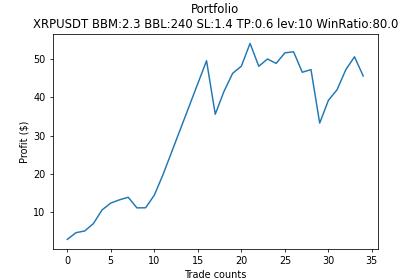 Portfolio
XRPUSDT BBM:2.3 BBL:240 SL:1.4 TP:0.6 lev:10 WinRatio:80.0
50
40
30
20
10
Profit ($)
0 5 10 15 20 25 30 35
Trade counts